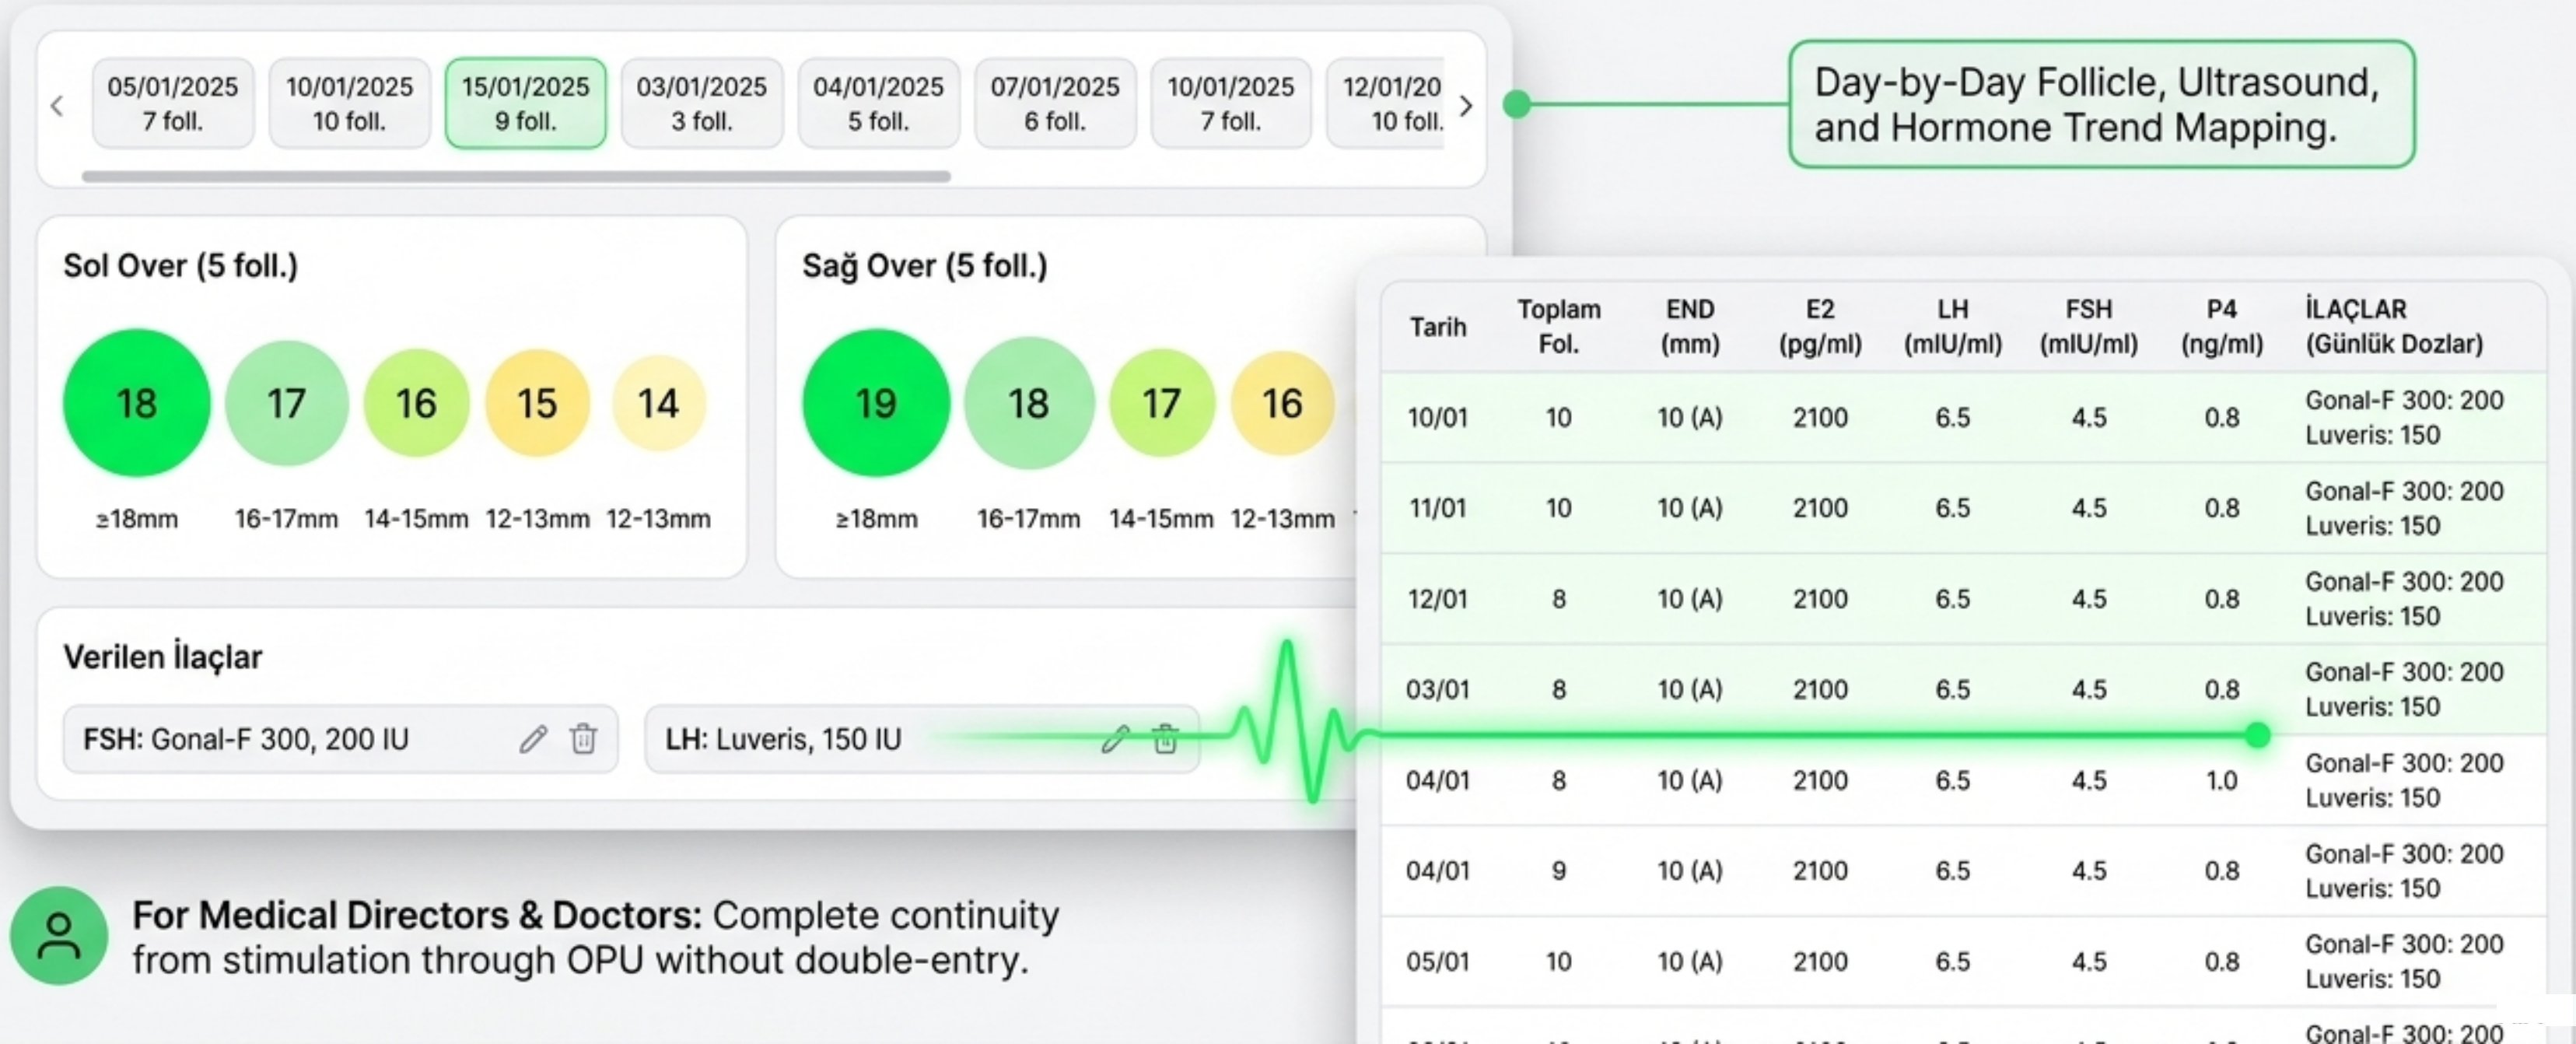 05/01/2025 10/01/2025 15/01/2025 03/01/2025 04/01/2025 07/01/2025 10/01/2025 12/01/20
7 foll. 10 foll. 9 foll. 3 foll. 5 foll. 6 foll. 7 foll. 10 foll.
Day-by-Day Follicle, Ultrasound,
and Hormone Trend Mapping.
Sol Over (5 foll.)
18 17 16 15 14
≥18mm 16-17mm 14-15mm 12-13mm 12-13mm
Sağ Over (5 foll.)
19 18 17 16
≥18mm 16-17mm 14-15mm 12-13mm
Verilen İlaçlar
FSH: Gonal-F 300, 200 IU
LH: Luveris, 150 IU
Tarih Toplam Fol. END (mm) E2 (pg/ml) LH (mIU/ml) FSH (mIU/ml) P4 (ng/ml) İLAÇLAR (Günlük Dozlar)
10/01 10 10 (A) 2100 6.5 4.5 0.8 Gonal-F 300: 200
Luveris: 150
11/01 10 10 (A) 2100 6.5 4.5 0.8 Gonal-F 300: 200
Luveris: 150
12/01 8 10 (A) 2100 6.5 4.5 0.8 Gonal-F 300: 200
Luveris: 150
03/01 8 10 (A) 2100 6.5 4.5 0.8 Gonal-F 300: 200
Luveris: 150
04/01 8 10 (A) 2100 6.5 4.5 1.0 Gonal-F 300: 200
Luveris: 150
04/01 9 10 (A) 2100 6.5 4.5 0.8 Gonal-F 300: 200
Luveris: 150
05/01 10 10 (A) 2100 6.5 4.5 0.8 Gonal-F 300: 200
Luveris: 150
Gonal-F 300: 200
For Medical Directors & Doctors: Complete continuity
from stimulation through OPU without double-entry.